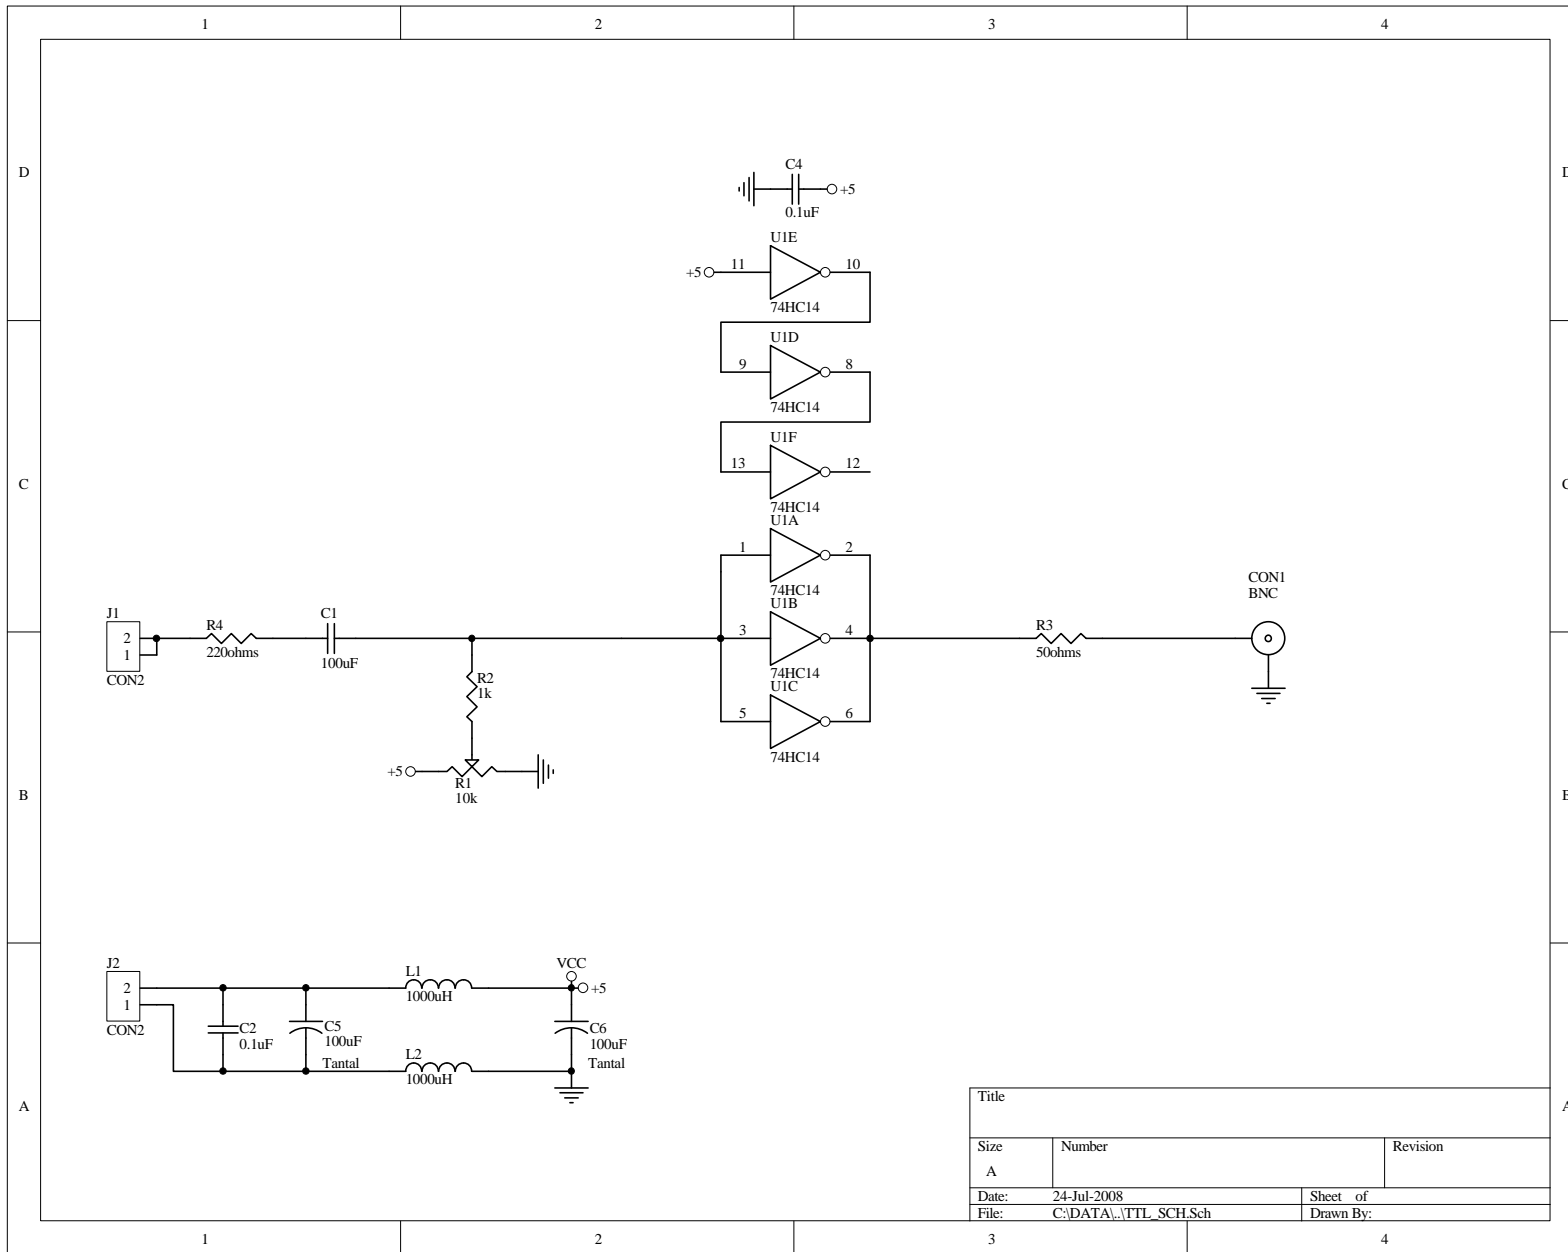 1 2 3 4
D D
C4
+5
0.1uF
U1E
+5 11 10
74HC14
U1D
9 8
74HC14
U1F
13 12
C C
74HC14
U1A
1 2
74HC14
CON1
BNC
J1 R4 C1 U1B
2 3 4 R3
1 220ohms 100uF 50ohms
CON2 74HC14
R2 U1C
1k
5 6
74HC14
+5
R1
10k
B B
J2 L1 VCC
2 +5
1 1000uH
CON2 C2 C5 C6
0.1uF 100uF 100uF
Tantal L2 Tantal
1000uH
A A
Title
Size Number Revision
A
Date: 24-Jul-2008 Sheet of
File: C:\DATA\..\TTL_SCH.Sch Drawn By:
1 2 3 4